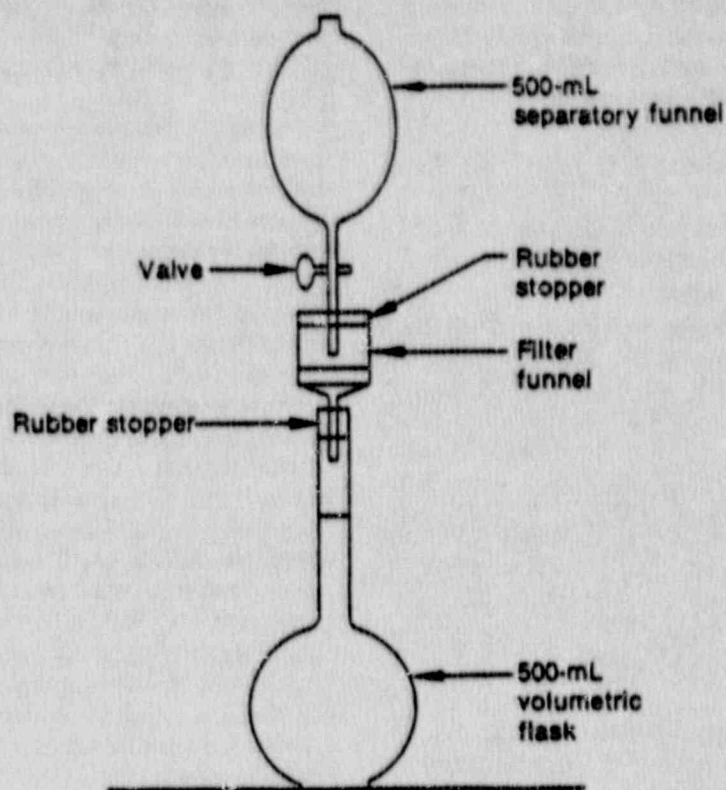 500-mL
separatory funnel
Valve
Rubber
stopper
Filter
funnel
Rubber stopper
500-mL
volumetric
flask